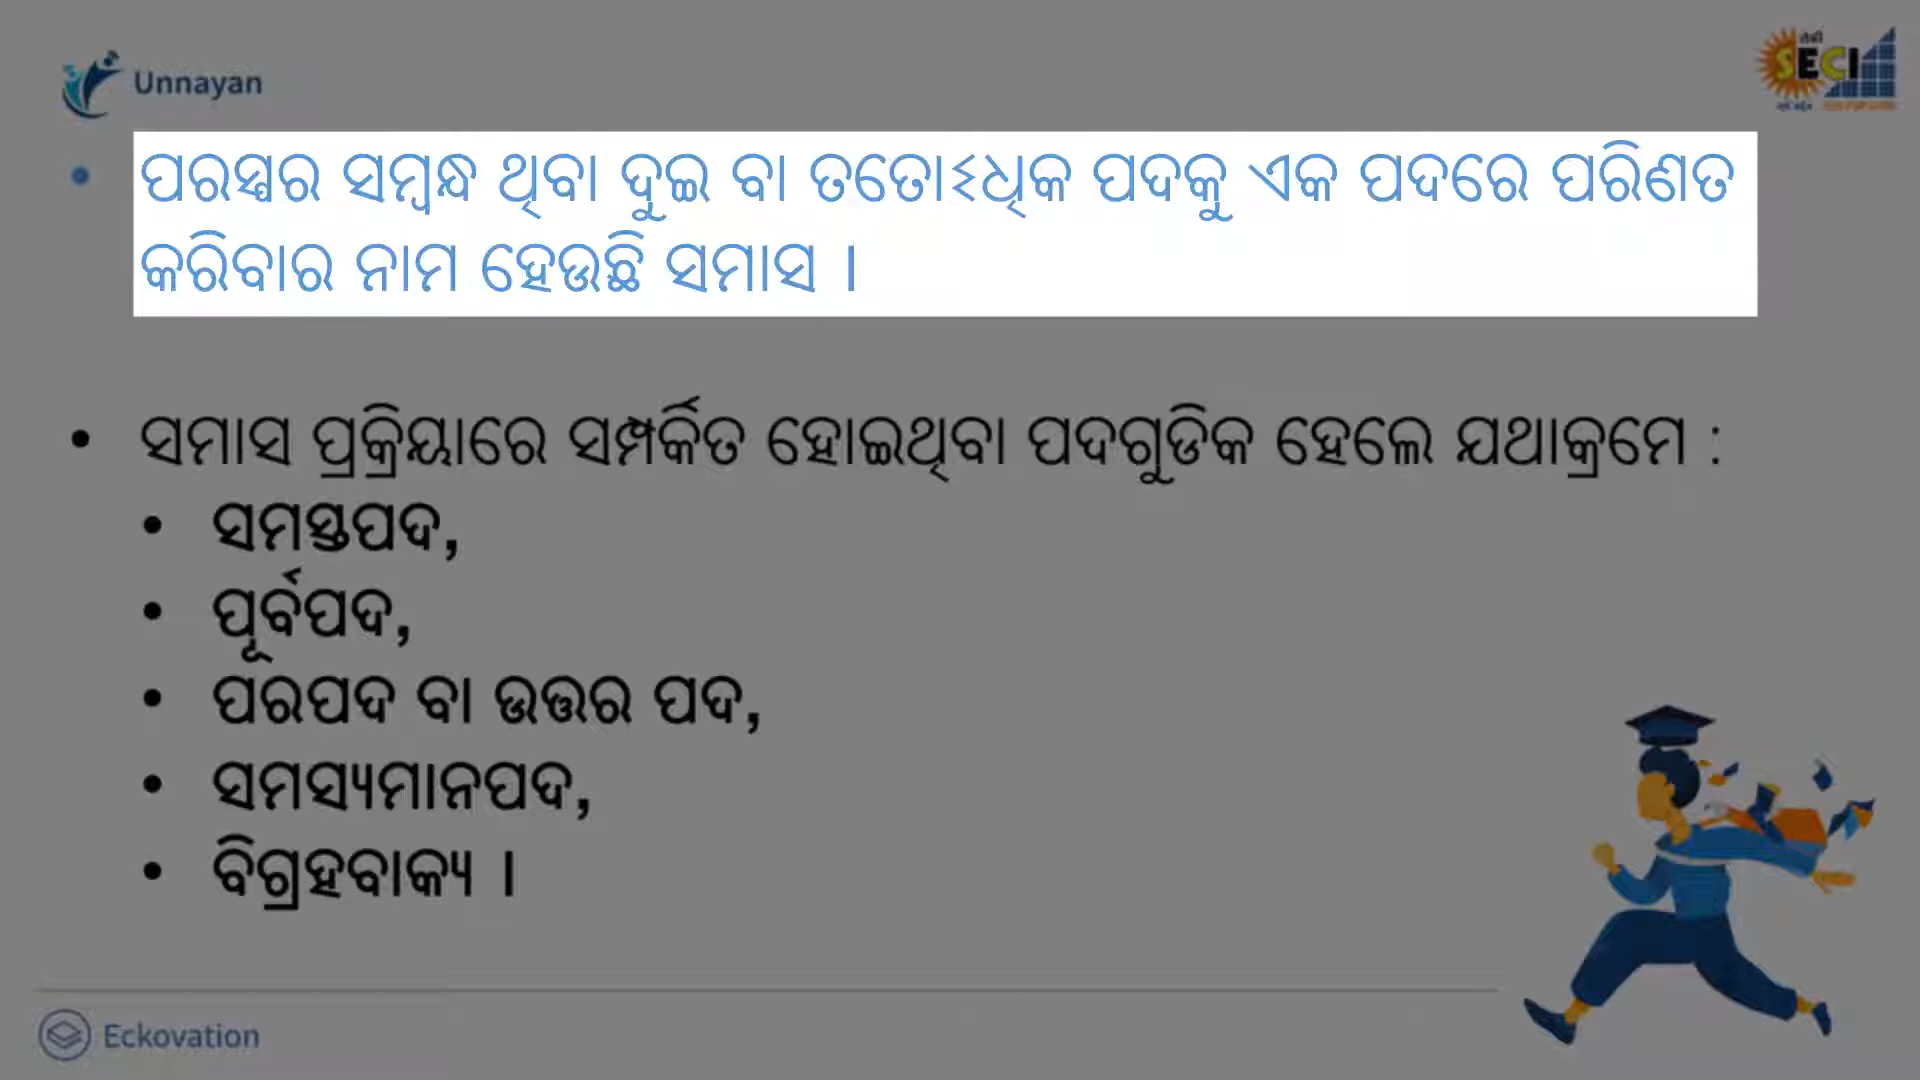 Unnayan
SECI
ପରସ୍ପର ସମ୍ବନ୍ଧ ଥିବା ଦୁଇ ବା ତତୋଽଧିକ ପଦକୁ ଏକ ପଦରେ ପରିଣତ
କରିବାର ନାମ ହେଉଛି ସମାସ ।
• ସମାସ ପ୍ରକ୍ରିୟାରେ ସମ୍ପର୍କିତ ହୋଇଥିବା ପଦଗୁଡିକ ହେଲେ ଯଥାକ୍ରମେ :
• ସମସ୍ତପଦ,
• ପୂର୍ବପଦ,
• ପରପଦ ବା ଉତ୍ତର ପଦ,
• ସମସ୍ୟମାନପଦ,
• ବିଗ୍ରହବାକ୍ୟ ।
Eckovation